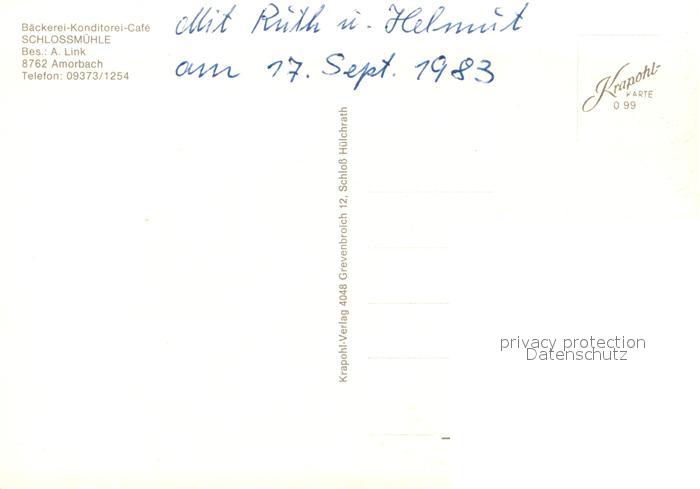 Bäckerei-Konditorei-Café
SCHLOSSMÜHLE
Bes.: A. Link
8762 Amorbach
Telefon: 09373/1254
Mit Ruth u. Helmut
am 17. Sept. 1983
Krapohl-
KARTE
0 99
Krapohl-Verlag 4048 Grevenbroich 12, Schloß Hülchrath
privacy protection
Datenschutz